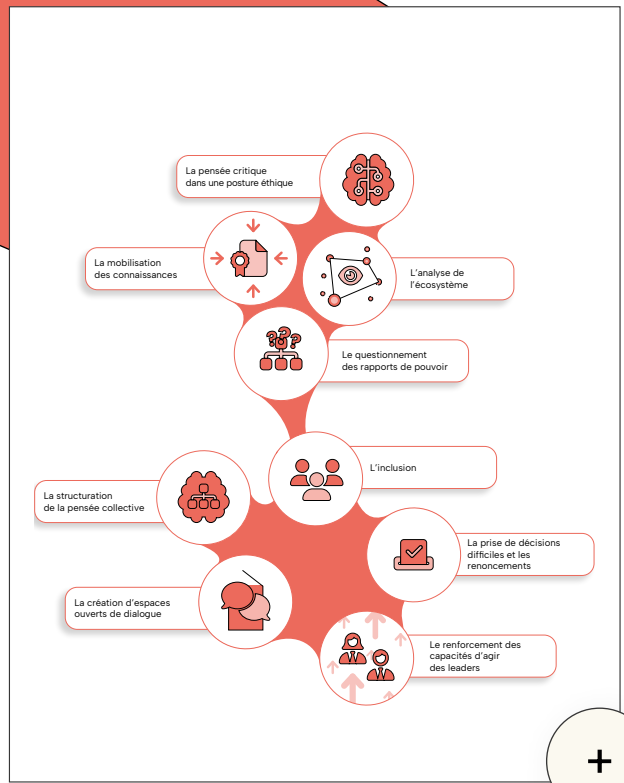 La pensée critique
dans une posture éthique
La mobilisation
des connaissances
L'analyse de
l'écosystème
Le questionnement
des rapports de pouvoir
L'inclusion
La structuration
de la pensée collective
La prise de décisions
difficiles et les
renoncements
La création d'espaces
ouverts de dialogue
Le renforcement des
capacités d'agir
des leaders
+